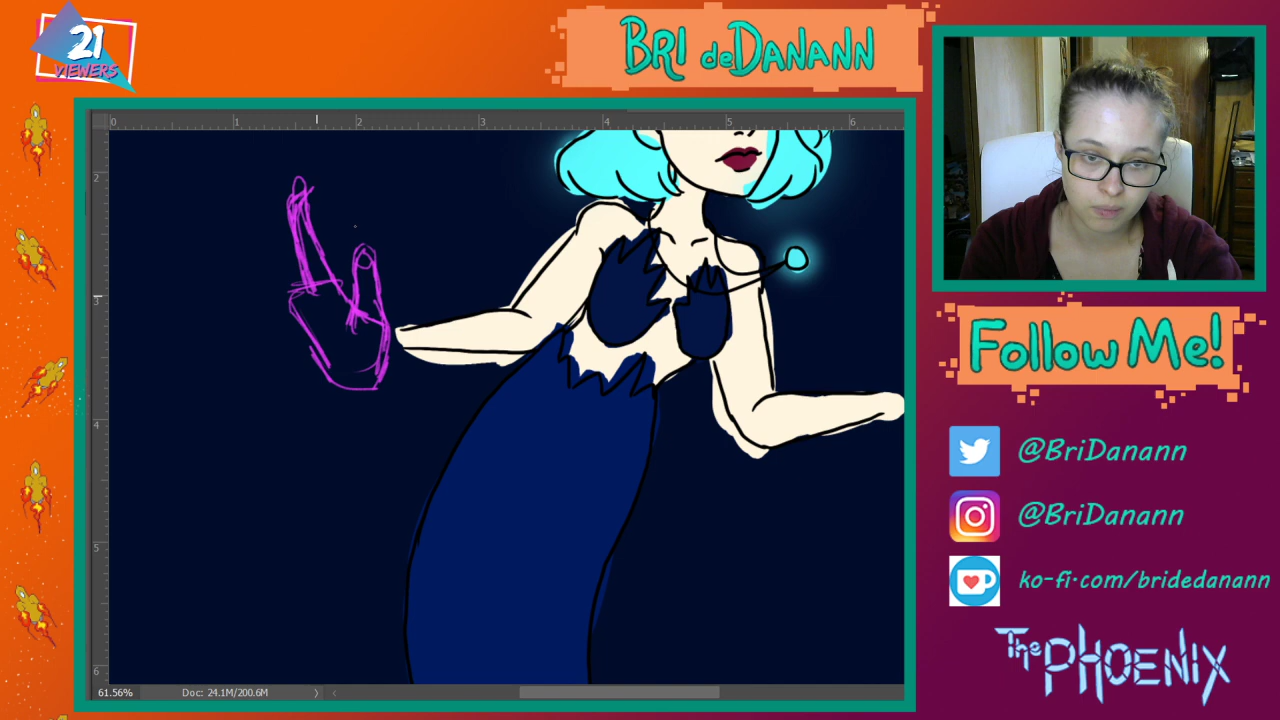 21
VIEWERS
BRI deDANANN
0 1 2 3 4 5 6
2
3
4
5
6
61.56% Doc: 24.1M/200.6M
Follow Me!
@BriDanann
@BriDanann
ko-fi.com/bridedanann
The PHOENIX